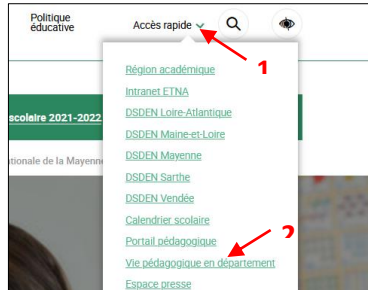 Politique
éducative
Accès rapide
1
Région académique
Intranet ETNA
DSDEN Loire-Atlantique
scolaire 2021-2022
DSDEN Maine-et-Loire
ationale de la Mayenne
DSDEN Mayenne
DSDEN Sarthe
DSDEN Vendée
Calendrier scolaire
2
Portail pédagogique
Vie pédagogique en département
Espace presse